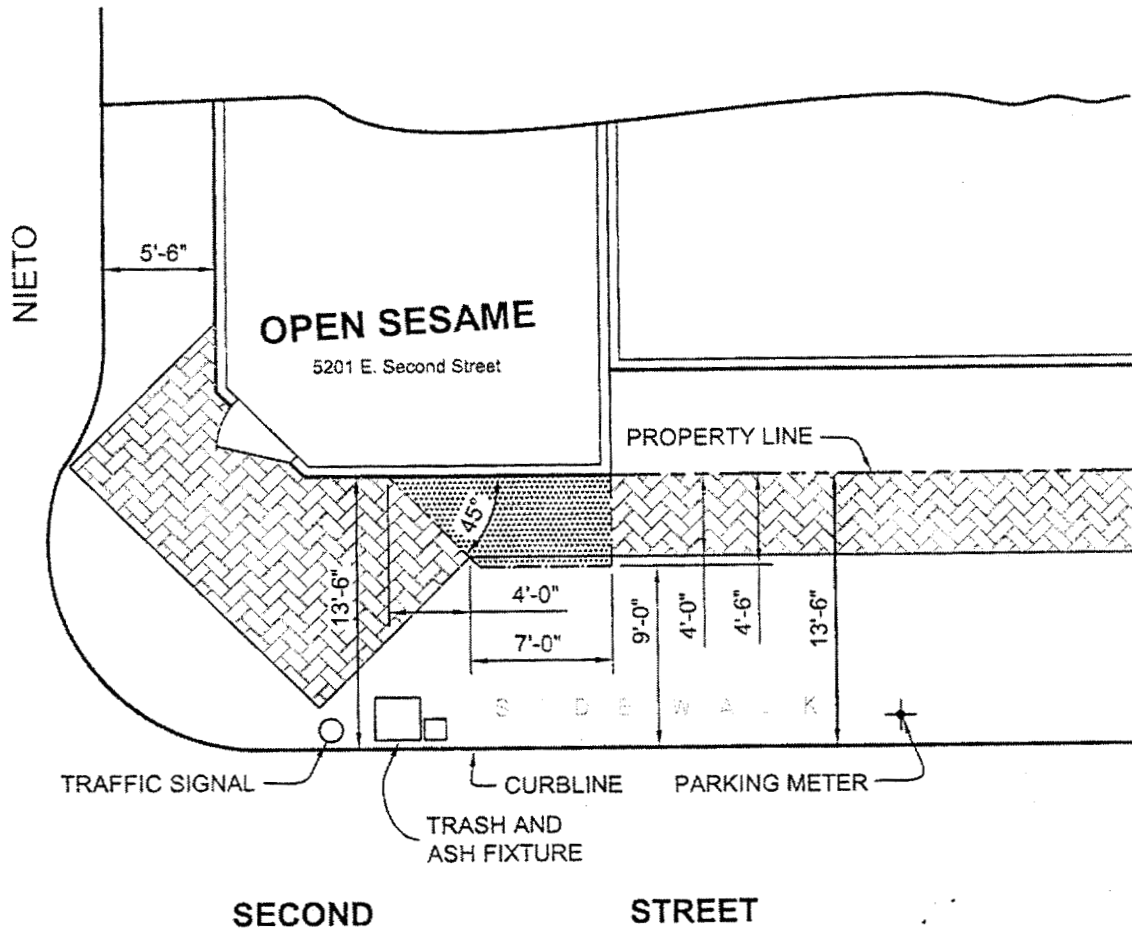 NIETO
5'-6"
OPEN SESAME
5201 E. Second Street
PROPERTY LINE
45°
13'-6"
4'-0"
7'-0"
9'-0"
4'-0"
4'-6"
13'-6"
SIDEWALK
TRAFFIC SIGNAL
CURBLINE
PARKING METER
TRASH AND
ASH FIXTURE
SECOND STREET